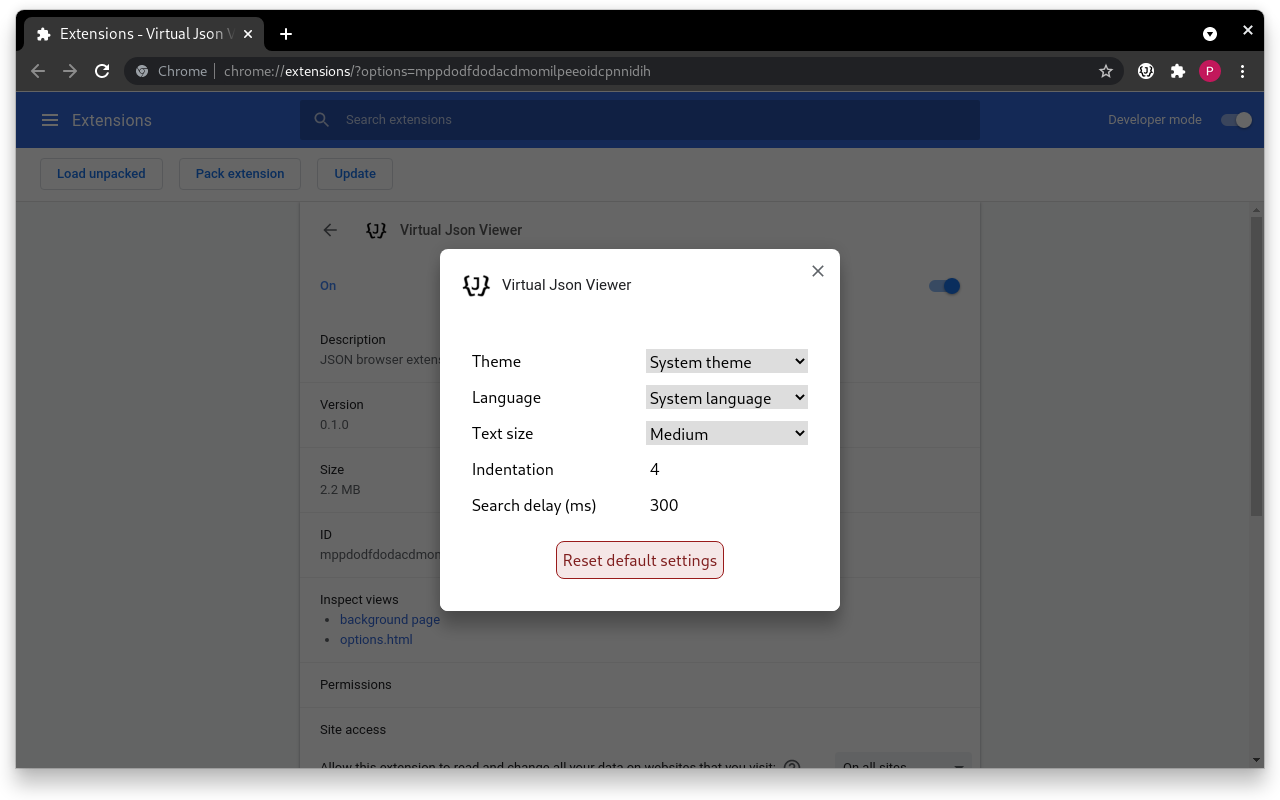 Extensions - Virtual Json V
Chrome | chrome://extensions/?options=mppdodfdodacdmomilpeeoidcpnnidih
P
Extensions
Search extensions
Developer mode
Load unpacked
Pack extension
Update
{J} Virtual Json Viewer
On
Description
JSON browser exten
Version
0.1.0
Size
2.2 MB
ID
mppdodfdodacdmor
Inspect views
• background page
• options.html
Permissions
Site access
Allow this extension to read and change all your data on websites that you visit:
On all sites
{J} Virtual Json Viewer
Theme System theme
Language System language
Text size Medium
Indentation 4
Search delay (ms) 300
Reset default settings